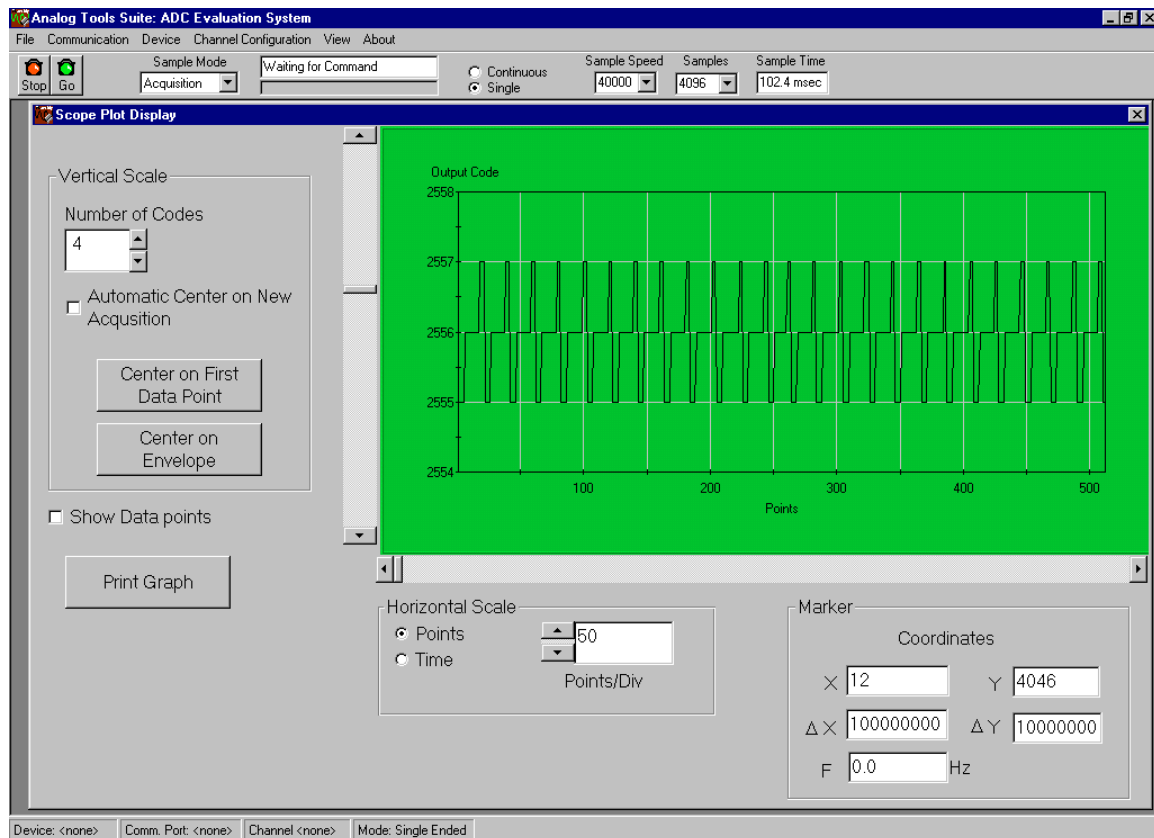 Analog Tools Suite: ADC Evaluation System
File Communication Device Channel Configuration View About
Stop Go
Sample Mode
Acquisition
Waiting for Command
Continuous
Single
Sample Speed
40000
Samples
4096
Sample Time
102.4 msec
Scope Plot Display
Vertical Scale
Number of Codes
4
Automatic Center on New
Acqusition
Center on First
Data Point
Center on
Envelope
Show Data points
Print Graph
Output Code
2558
2557
2556
2555
2554
100 200 300 400 500
Points
Horizontal Scale
Points
Time
50
Points/Div
Marker
Coordinates
X 12 Y 4046
Δ X 100000000 Δ Y 10000000
F 0.0 Hz
Device: <none> Comm. Port: <none> Channel <none> Mode: Single Ended